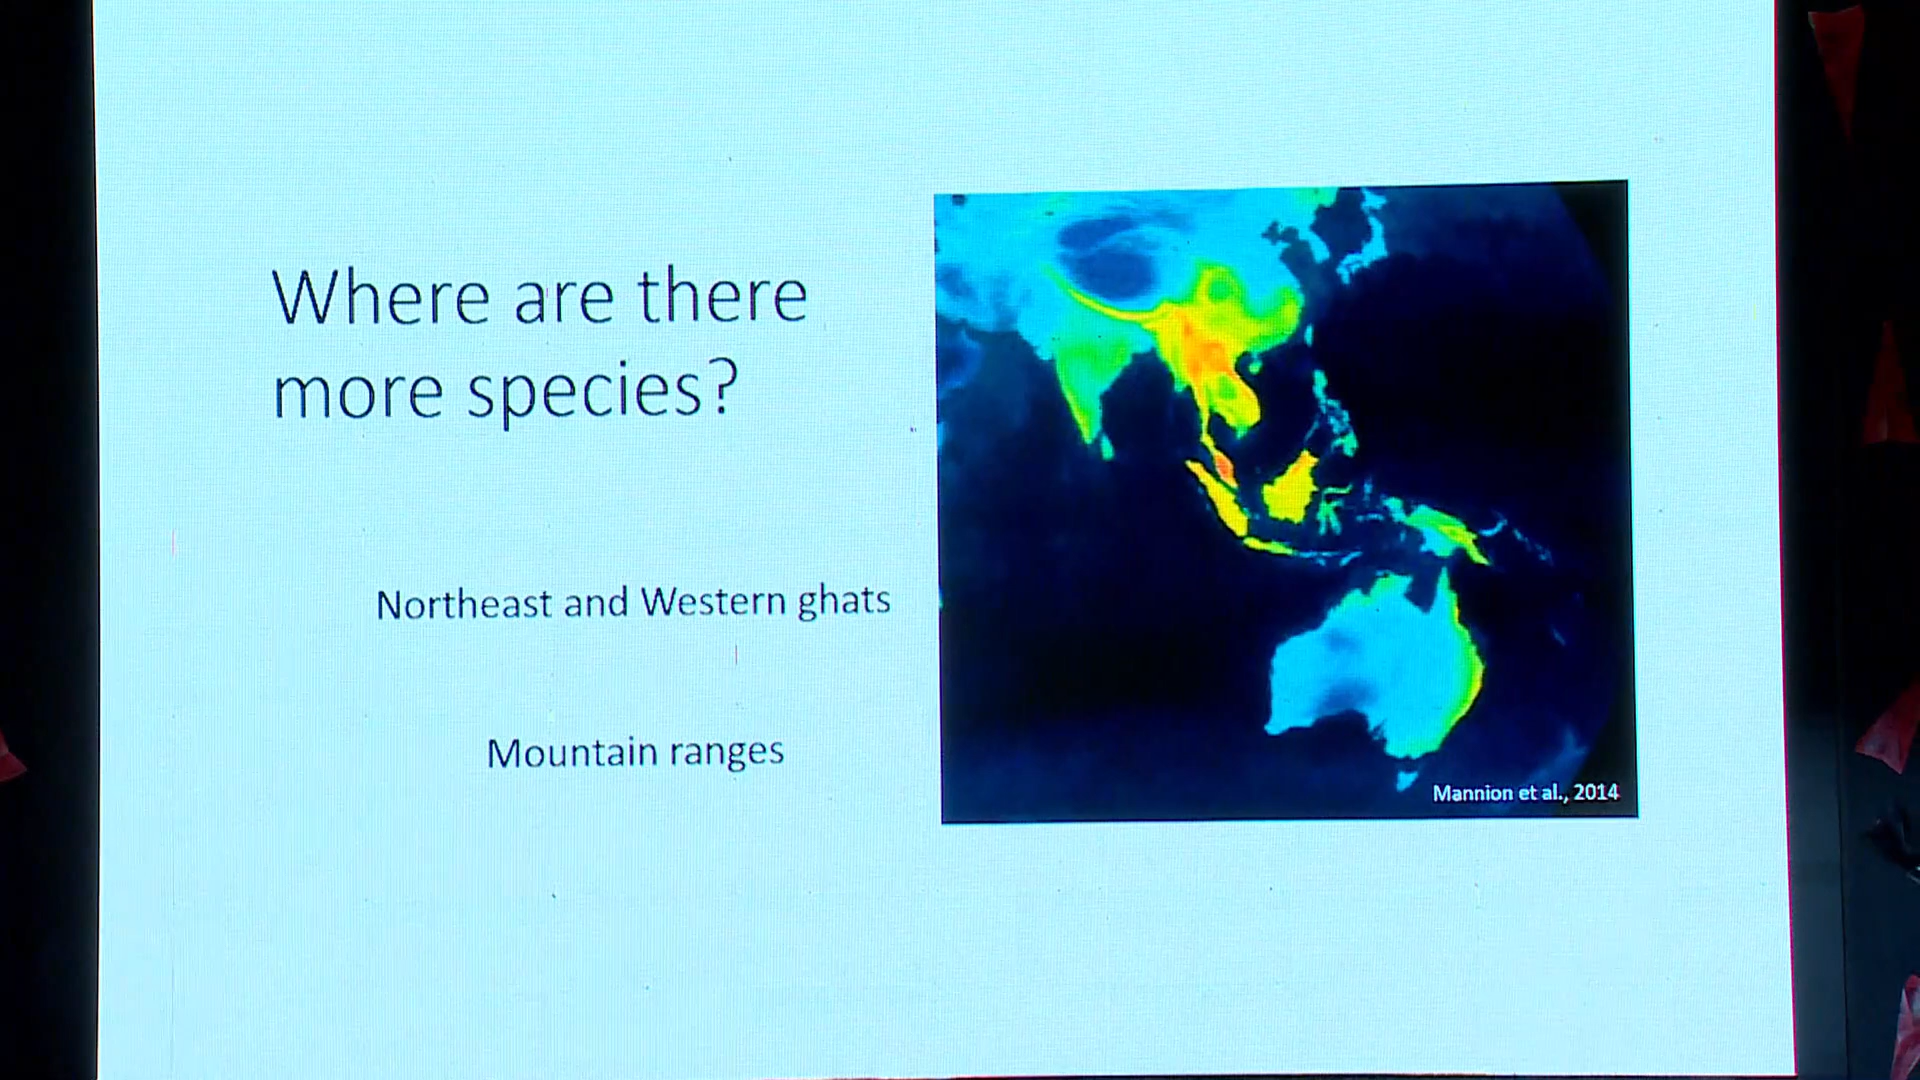 Where are there
more species?
Northeast and Western ghats
Mountain ranges
Mannion et al., 2014